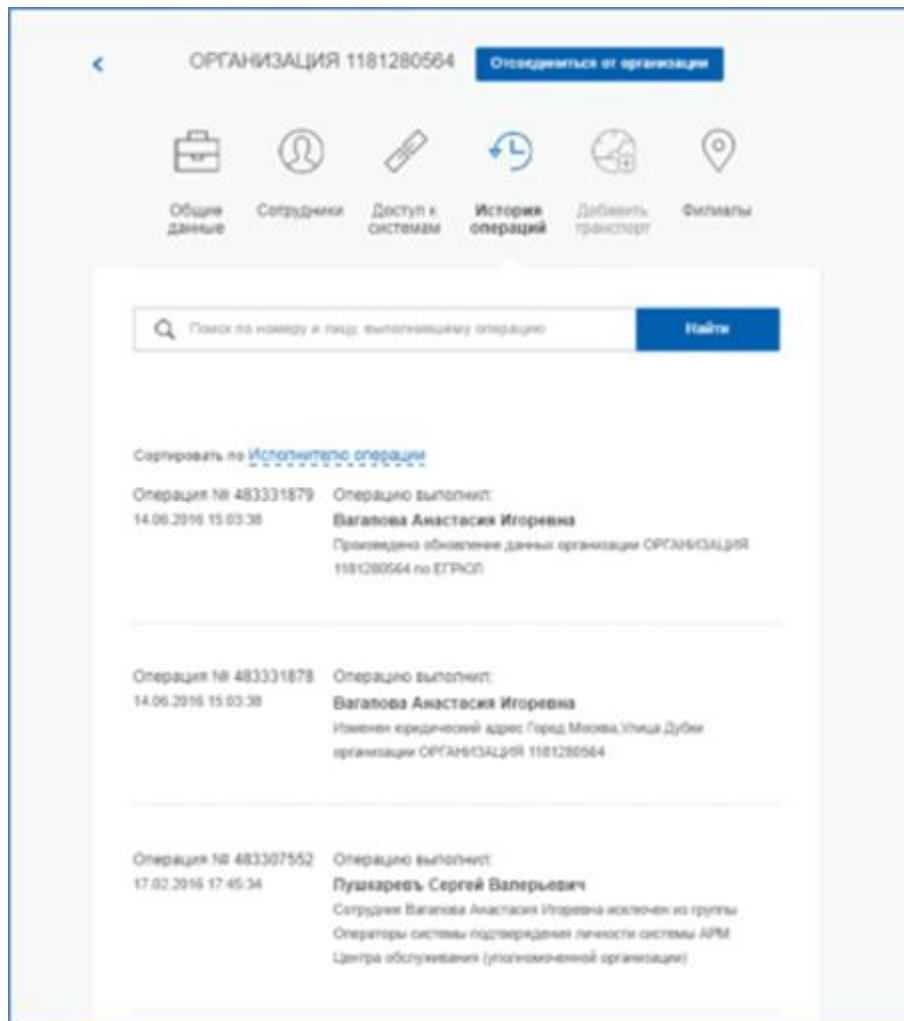 ОРГАНИЗАЦИЯ 1181280564 Отсоединиться от организации
Общие данные
Сотрудники
Доступ к системам
История операций
Добавить транспорт
Филиалы
Поиск по номеру и лицу, выполнившему операцию Найти
Сортировать по Исполнителю операции
Операция № 483331879 Операцию выполнил:
14.06.2016 15:03:38 Вагапова Анастасия Игоревна
Произведено обновление данных организации ОРГАНИЗАЦИЯ
1181280564 по ЕГРЮЛ
Операция № 483331878 Операцию выполнил:
14.06.2016 15:03:38 Вагапова Анастасия Игоревна
Изменен юридический адрес Город Москва,Улица Дубки
организации ОРГАНИЗАЦИЯ 1181280564
Операция № 483307552 Операцию выполнил:
17.02.2016 17:45:34 Пушкаревъ Сергей Валерьевич
Сотрудник Вагапова Анастасия Игоревна исключен из группы
Операторы системы подтверждения личности системы АРМ
Центра обслуживания (уполномоченной организации)